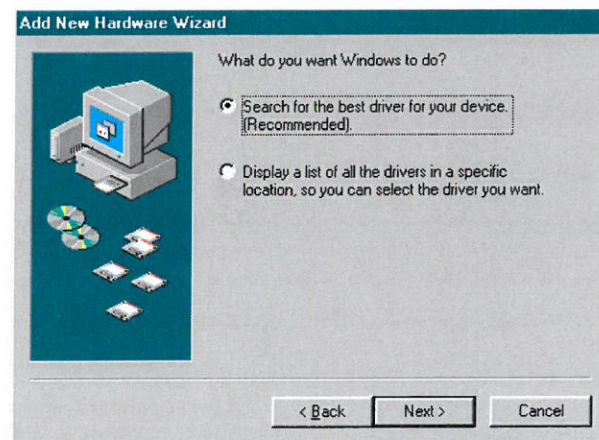 Add New Hardware Wizard
What do you want Windows to do?
Search for the best driver for your device.
(Recommended).
Display a list of all the drivers in a specific
location, so you can select the driver you want.
< Back
Next >
Cancel